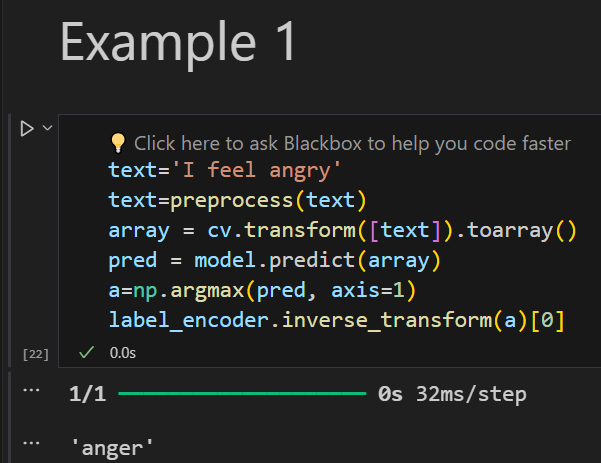 Example 1
Click here to ask Blackbox to help you code faster
text='I feel angry'
text=preprocess(text)
array = cv.transform([text]).toarray()
pred = model.predict(array)
a=np.argmax(pred, axis=1)
label_encoder.inverse_transform(a)[0]
[22] 0.0s
... 1/1 0s 32ms/step
... 'anger'